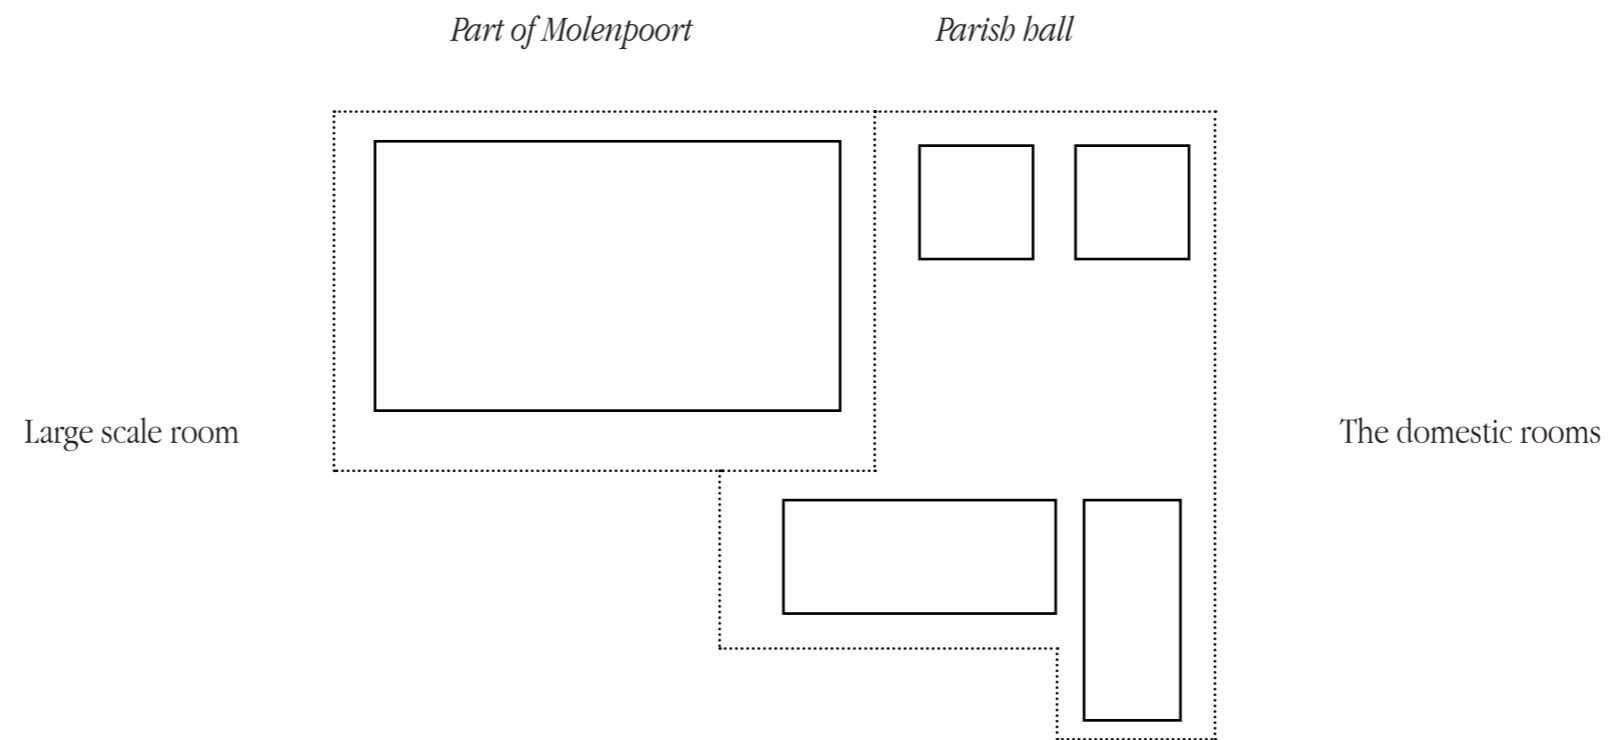 Part of Molenpoort
Parish hall
Large scale room
The domestic rooms